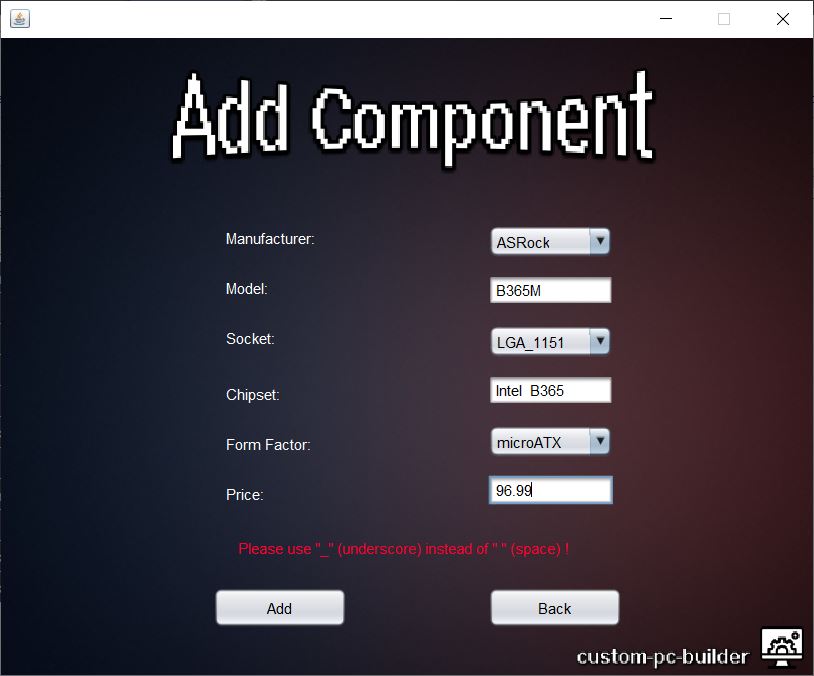 Add Component
Manufacturer: ASRock
Model: B365M
Socket: LGA_1151
Chipset: Intel B365
Form Factor: microATX
Price: 96.99
Please use "_" (underscore) instead of " " (space) !
Add Back
custom-pc-builder